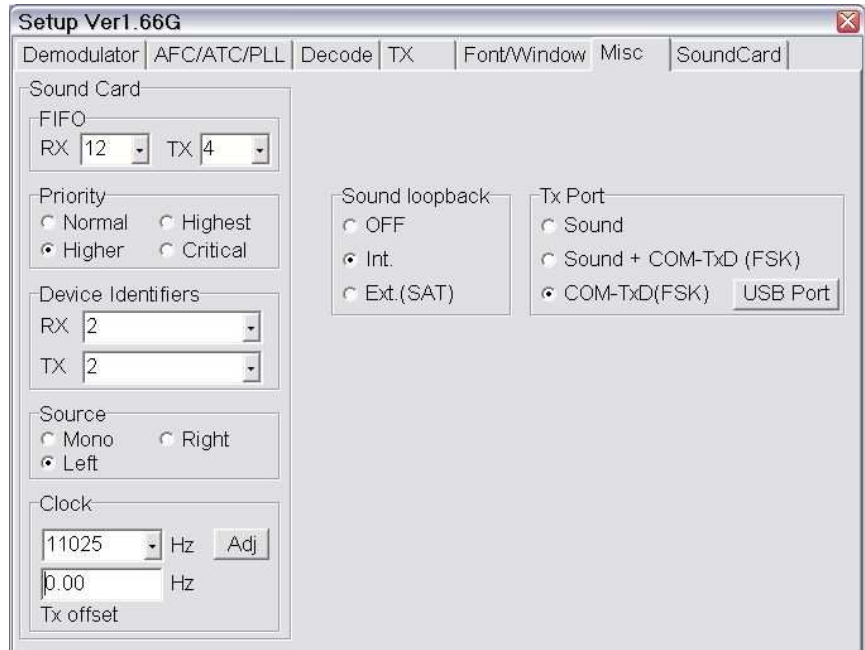 Setup Ver1.66G
Demodulator AFC/ATC/PLL Decode TX Font/Window Misc SoundCard
Sound Card
FIFO
RX 12 TX 4
Priority
Normal Highest
Higher Critical
Device Identifiers
RX 2
TX 2
Source
Mono Right
Left
Clock
11025 Hz Adj
0.00 Hz
Tx offset
Sound loopback
OFF
Int.
Ext.(SAT)
Tx Port
Sound
Sound + COM-TxD (FSK)
COM-TxD(FSK) USB Port